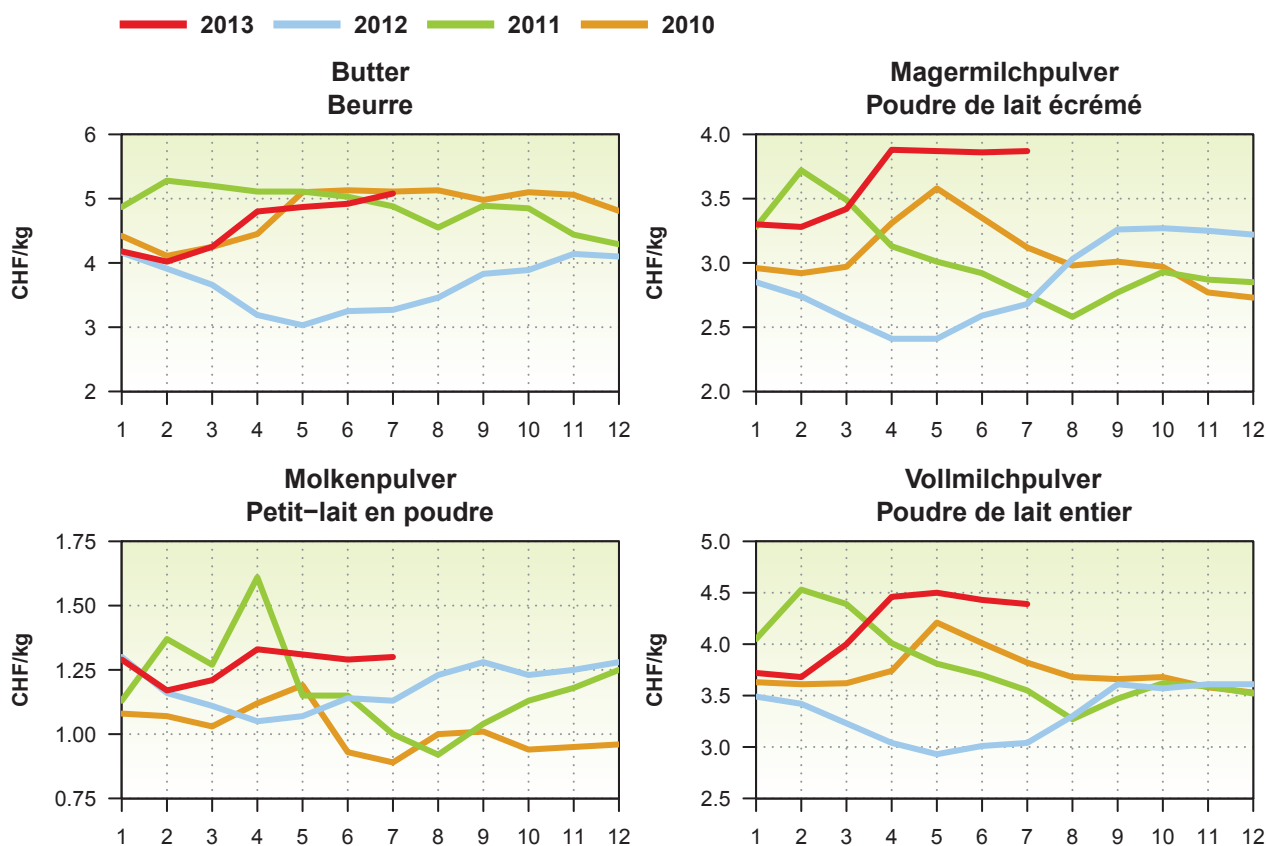 2013 2012 2011 2010
Butter
Beurre
CHF/kg
6
5
4
3
2
1 2 3 4 5 6 7 8 9 10 11 12
Magermilchpulver
Poudre de lait écrémé
CHF/kg
4.0
3.5
3.0
2.5
2.0
1 2 3 4 5 6 7 8 9 10 11 12
Molkenpulver
Petit−lait en poudre
CHF/kg
1.75
1.50
1.25
1.00
0.75
1 2 3 4 5 6 7 8 9 10 11 12
Vollmilchpulver
Poudre de lait entier
CHF/kg
5.0
4.5
4.0
3.5
3.0
2.5
1 2 3 4 5 6 7 8 9 10 11 12